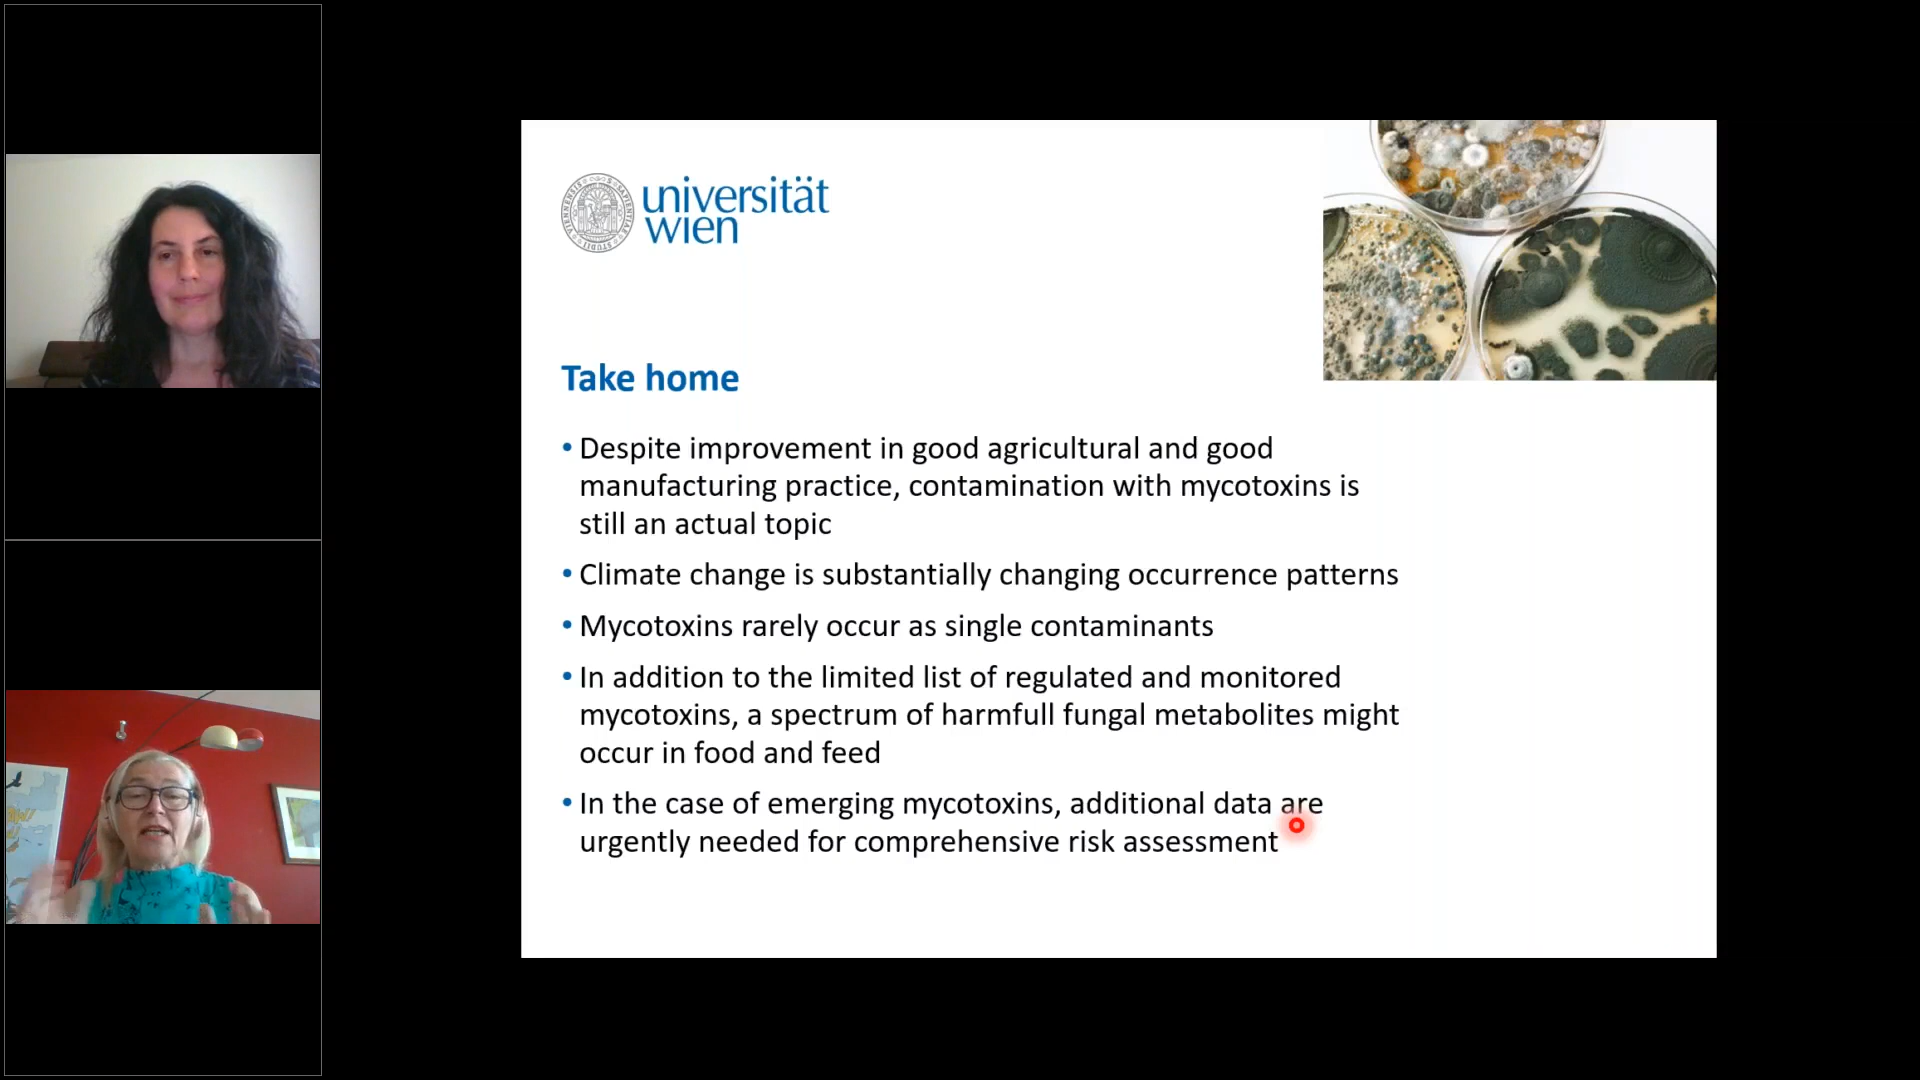 universität
wien
Take home
• Despite improvement in good agricultural and good
manufacturing practice, contamination with mycotoxins is
still an actual topic
• Climate change is substantially changing occurrence patterns
• Mycotoxins rarely occur as single contaminants
• In addition to the limited list of regulated and monitored
mycotoxins, a spectrum of harmfull fungal metabolites might
occur in food and feed
• In the case of emerging mycotoxins, additional data are
urgently needed for comprehensive risk assessment